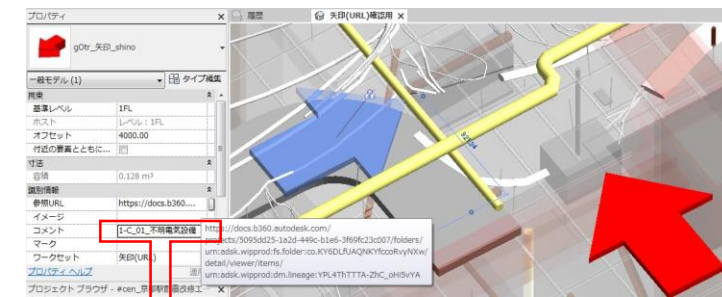 プロパティ
g0tr_矢印_shino
一般モデル (1)
タイプ編集
拘束
基準レベル 1FL
ホスト レベル : 1FL
オフセット 4000.00
付近の要素とともに...
寸法
容積 0.128 m³
識別情報
参照URL https://docs.b360....
イメージ
コメント 1-C_01_不明電気設備
マーク
ワークセット 矢印(URL)
プロパティ ヘルプ
プロジェクト ブラウザ - #cen_京
履歴
矢印(URL)確認用
https://docs.b360.autodesk.com/
projects/5095dd25-1a2d-449c-b1e6-3f69fc23c007/folders/
urn:adsk.wipprod:fs.folder:co.KY6DLfUAQNKYfccoRvyNXw/
detail/viewer/items/
urn:adsk.wipprod:dm.lineage:YPL4ThTTTA-ZhC_oHI5vYA